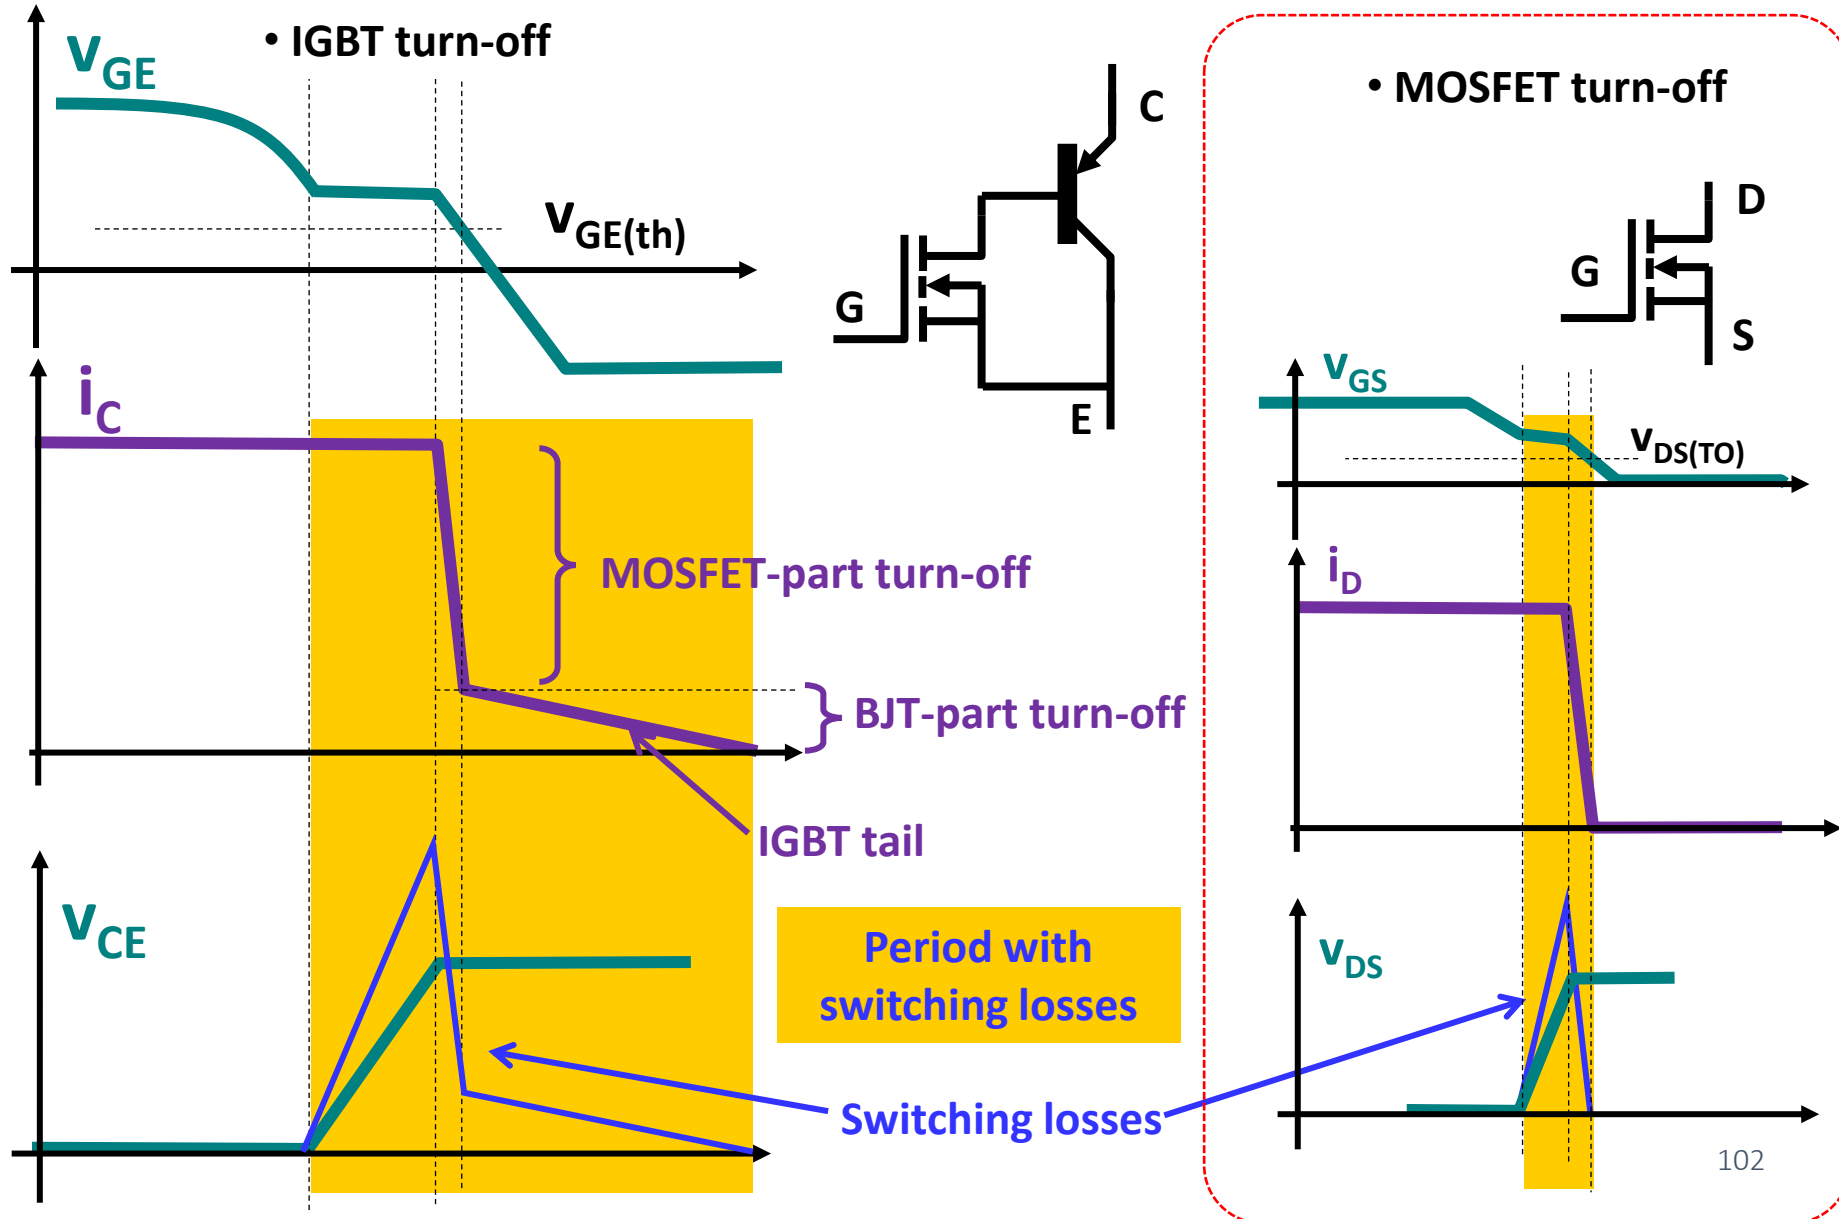 • IGBT turn-off
vGE
vGE(th)
iC
MOSFET-part turn-off
BJT-part turn-off
IGBT tail
vCE
Period with
switching losses
Switching losses
C
G
E
• MOSFET turn-off
D
G
S
vGS
vDS(TO)
iD
vDS
102